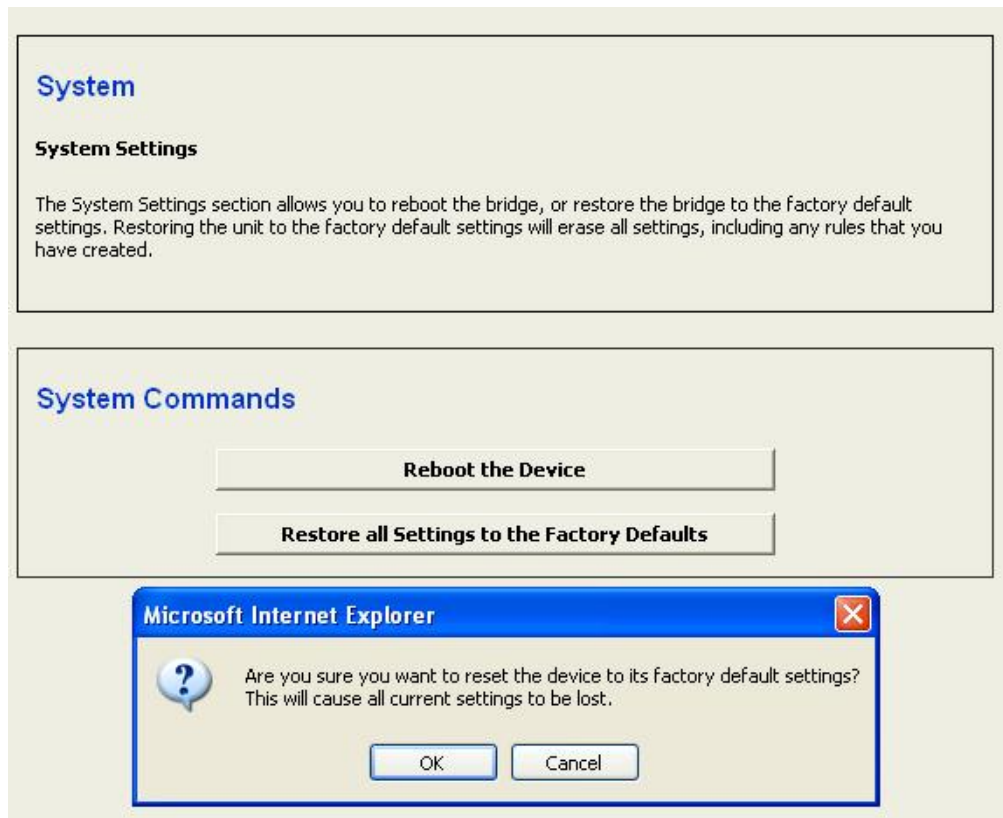 System
System Settings
The System Settings section allows you to reboot the bridge, or restore the bridge to the factory default
settings. Restoring the unit to the factory default settings will erase all settings, including any rules that you
have created.
System Commands
Reboot the Device
Restore all Settings to the Factory Defaults
Microsoft Internet Explorer
Are you sure you want to reset the device to its factory default settings?
This will cause all current settings to be lost.
OK
Cancel